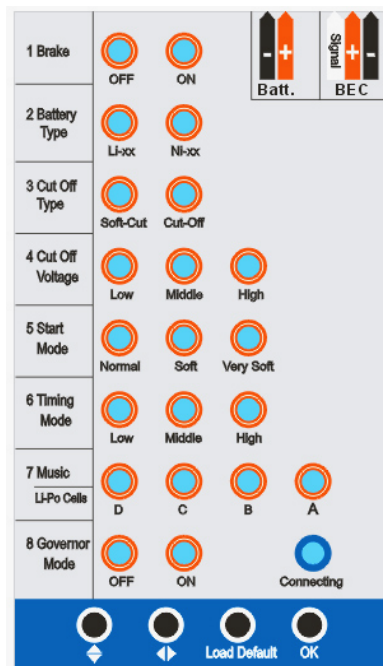 1 Brake
OFF ON
- +
Batt.
Signal + -
BEC
2 Battery
Type
Li-xx Ni-xx
3 Cut Off
Type
Soft-Cut Cut-Off
4 Cut Off
Voltage
Low Middle High
5 Start
Mode
Normal Soft Very Soft
6 Timing
Mode
Low Middle High
7 Music
Li-Po Cells
D C B A
8 Governor
Mode
OFF ON Connecting
Load Default OK